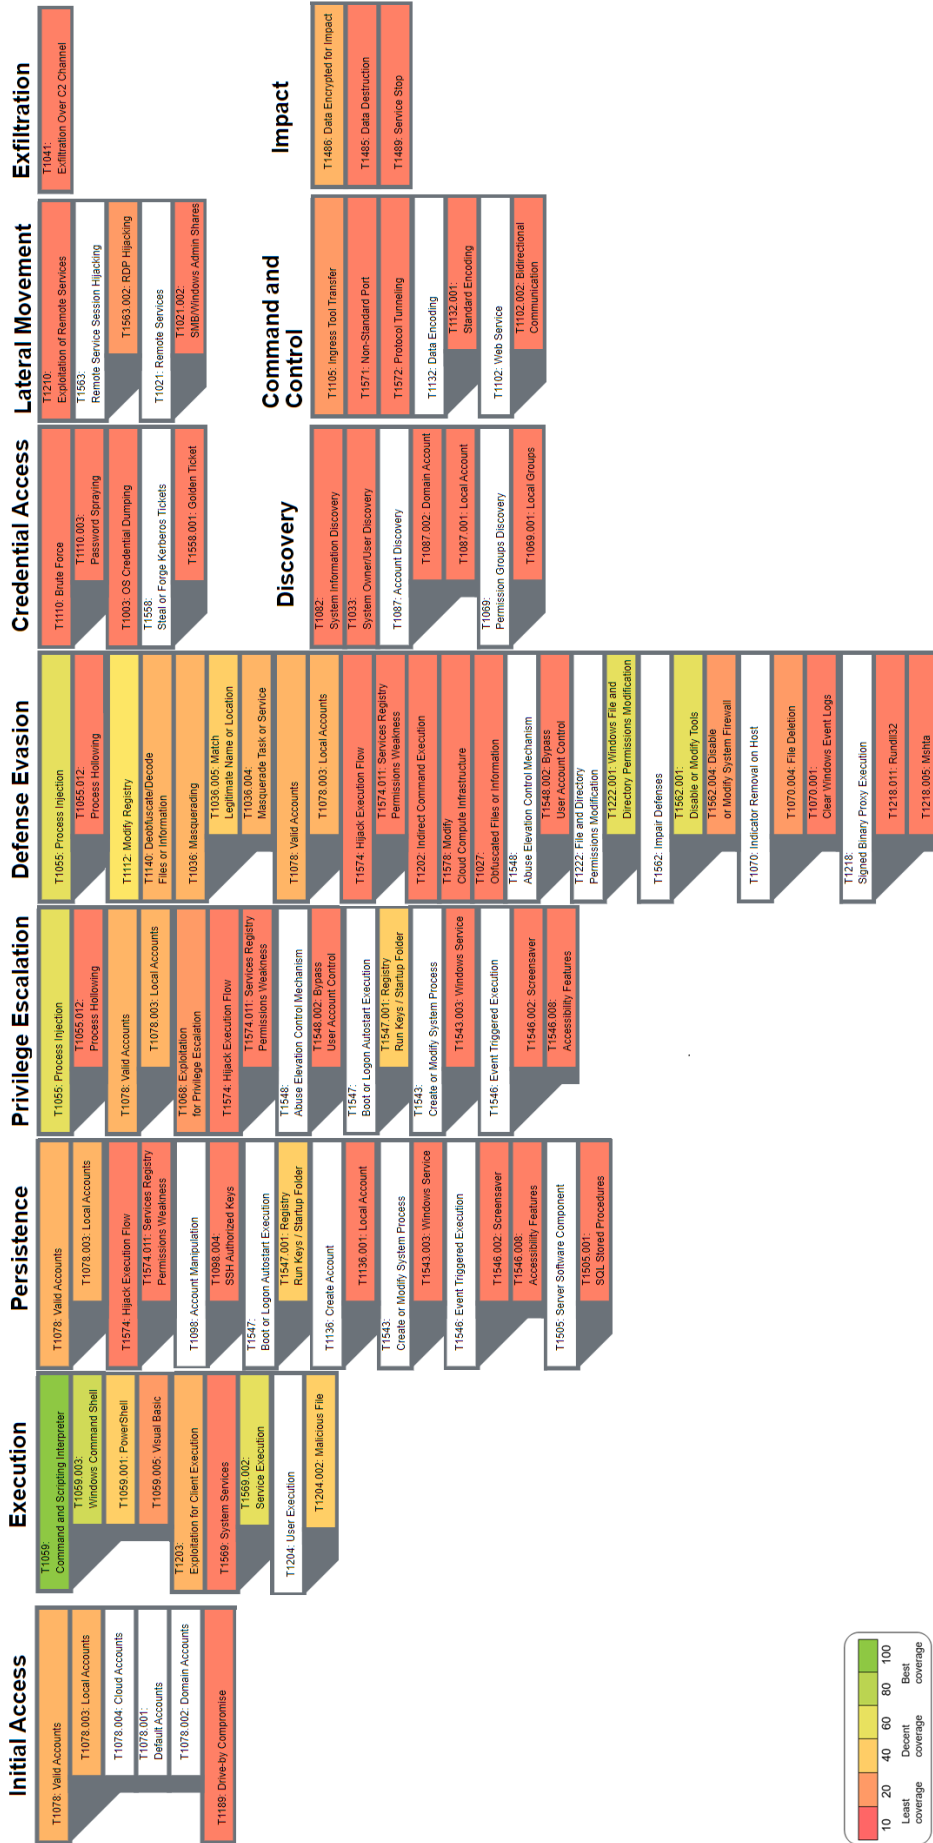 Initial Access
T1078: Valid Accounts
T1078.003: Local Accounts
T1078.004: Cloud Accounts
T1078.001:
Default Accounts
T1078.002: Domain Accounts
T1189: Drive-by Compromise
Execution
T1059:
Command and Scripting Interpreter
T1059.003:
Windows Command Shell
T1059.001: PowerShell
T1059.005: Visual Basic
T1203:
Exploitation for Client Execution
T1569: System Services
T1569.002:
Service Execution
T1204: User Execution
T1204.002: Malicious File
Persistence
T1078: Valid Accounts
T1078.003: Local Accounts
T1574: Hijack Execution Flow
T1574.011: Services Registry
Permissions Weakness
T1098: Account Manipulation
T1098.004:
SSH Authorized Keys
T1547:
Boot or Logon Autostart Execution
T1547.001: Registry
Run Keys / Startup Folder
T1136: Create Account
T1136.001: Local Account
T1543:
Create or Modify System Process
T1543.003: Windows Service
T1546: Event Triggered Execution
T1546.002: Screensaver
T1546.008:
Accessibility Features
T1505: Server Software Component
T1505.001:
SQL Stored Procedures
Privilege Escalation
T1055: Process Injection
T1055.012:
Process Hollowing
T1078: Valid Accounts
T1078.003: Local Accounts
T1068: Exploitation
for Privilege Escalation
T1574: Hijack Execution Flow
T1574.011: Services Registry
Permissions Weakness
T1548:
Abuse Elevation Control Mechanism
T1548.002: Bypass
User Account Control
T1547:
Boot or Logon Autostart Execution
T1547.001: Registry
Run Keys / Startup Folder
T1543:
Create or Modify System Process
T1543.003: Windows Service
T1546: Event Triggered Execution
T1546.002: Screensaver
T1546.008:
Accessibility Features
Defense Evasion
T1055: Process Injection
T1055.012:
Process Hollowing
T1112: Modify Registry
T1140: Deobfuscate/Decode
Files or Information
T1036: Masquerading
T1036.005: Match
Legitimate Name or Location
T1036.004:
Masquerade Task or Service
T1078: Valid Accounts
T1078.003: Local Accounts
T1574: Hijack Execution Flow
T1574.011: Services Registry
Permissions Weakness
T1202: Indirect Command Execution
T1578: Modify
Cloud Compute Infrastructure
T1027:
Obfuscated Files or Information
T1548:
Abuse Elevation Control Mechanism
T1548.002: Bypass
User Account Control
T1222: File and Directory
Permissions Modification
T1222.001: Windows File and
Directory Permissions Modification
T1562: Impair Defenses
T1562.001:
Disable or Modify Tools
T1562.004: Disable
or Modify System Firewall
T1070: Indicator Removal on Host
T1070.004: File Deletion
T1070.001:
Clear Windows Event Logs
T1218:
Signed Binary Proxy Execution
T1218.011: Rundll32
T1218.005: Mshta
Credential Access
T1110: Brute Force
T1110.003:
Password Spraying
T1003: OS Credential Dumping
T1558:
Steal or Forge Kerberos Tickets
T1558.001: Golden Ticket
Discovery
T1082:
System Information Discovery
T1033:
System Owner/User Discovery
T1087: Account Discovery
T1087.002: Domain Account
T1087.001: Local Account
T1069:
Permission Groups Discovery
T1069.001: Local Groups
Lateral Movement
T1210:
Exploitation of Remote Services
T1563:
Remote Service Session Hijacking
T1563.002: RDP Hijacking
T1021: Remote Services
T1021.002:
SMB/Windows Admin Shares
Command and
Control
T1105: Ingress Tool Transfer
T1571: Non-Standard Port
T1572: Protocol Tunneling
T1132: Data Encoding
T1132.001:
Standard Encoding
T1102: Web Service
T1102.002: Bidirectional
Communication
Exfiltration
T1041:
Exfiltration Over C2 Channel
Impact
T1486: Data Encrypted for Impact
T1485: Data Destruction
T1489: Service Stop
10 20 40 60 80 100
Least Decent Best
coverage coverage coverage